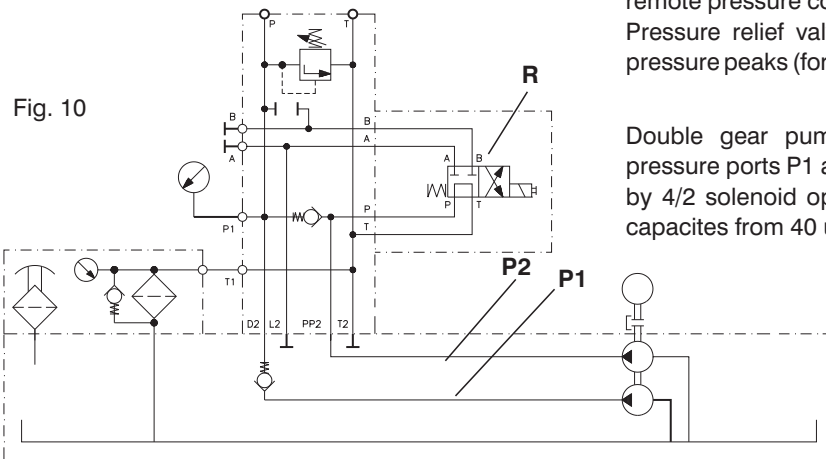 remote pressure co
Pressure relief val
pressure peaks (for
Double gear pum
pressure ports P1 a
by 4/2 solenoid op
capacites from 40 u
Fig. 10
P T
R
B B
A A
A B
P T
P1 P
T
T1
P2
P1
D2 L2 PP2 T2